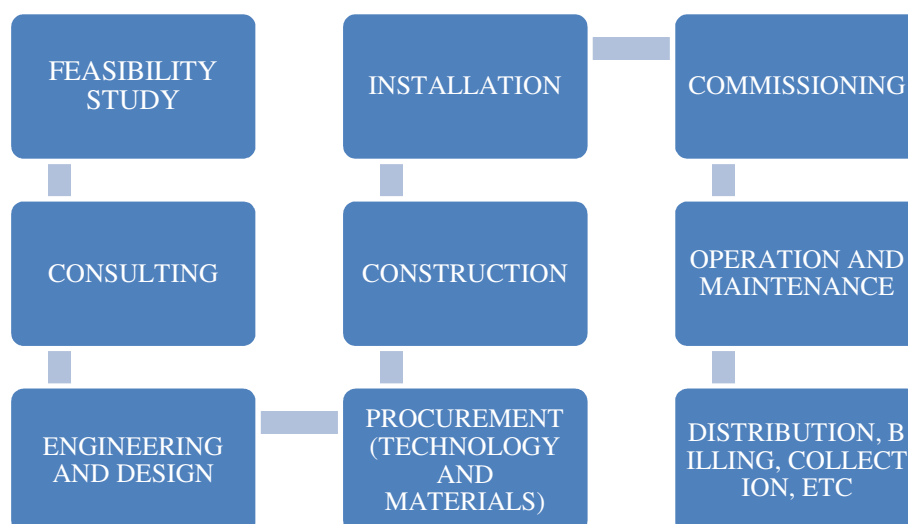 FEASIBILITY
STUDY
CONSULTING
ENGINEERING
AND DESIGN
PROCUREMENT
(TECHNOLOGY
AND
MATERIALS)
CONSTRUCTION
INSTALLATION
COMMISSIONING
OPERATION AND
MAINTENANCE
DISTRIBUTION, B
ILLING, COLLECT
ION, ETC